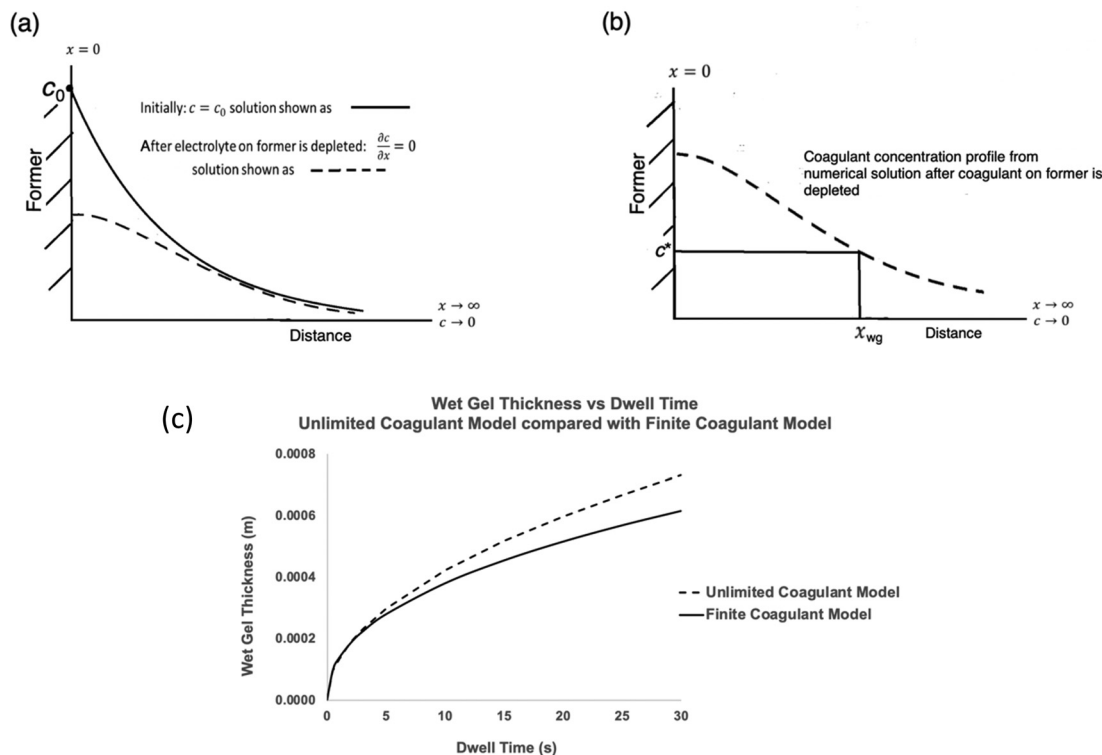 (a)
x = 0
c₀
Initially: c = c₀ solution shown as
After electrolyte on former is depleted: ∂c/∂x = 0
solution shown as
Former
x → ∞
c → 0
Distance
(b)
x = 0
Coagulant concentration profile from
numerical solution after coagulant on former is
depleted
Former
c*
x → ∞
c → 0
xwg
Distance
(c)
Wet Gel Thickness vs Dwell Time
Unlimited Coagulant Model compared with Finite Coagulant Model
0.0008
0.0006
0.0004
0.0002
0.0000
Wet Gel Thickness (m)
Unlimited Coagulant Model
Finite Coagulant Model
0 5 10 15 20 25 30
Dwell Time (s)